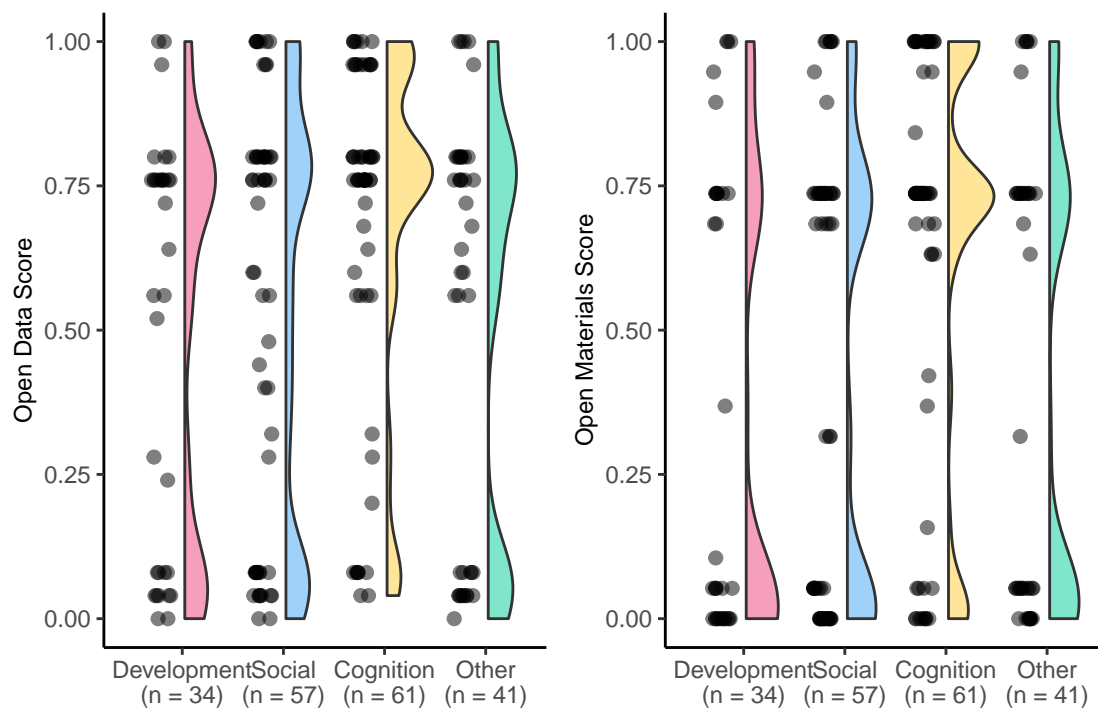 Open Data Score
1.00
0.75
0.50
0.25
0.00
Development Social Cognition Other
(n = 34) (n = 57) (n = 61) (n = 41)
Open Materials Score
1.00
0.75
0.50
0.25
0.00
Development Social Cognition Other
(n = 34) (n = 57) (n = 61) (n = 41)